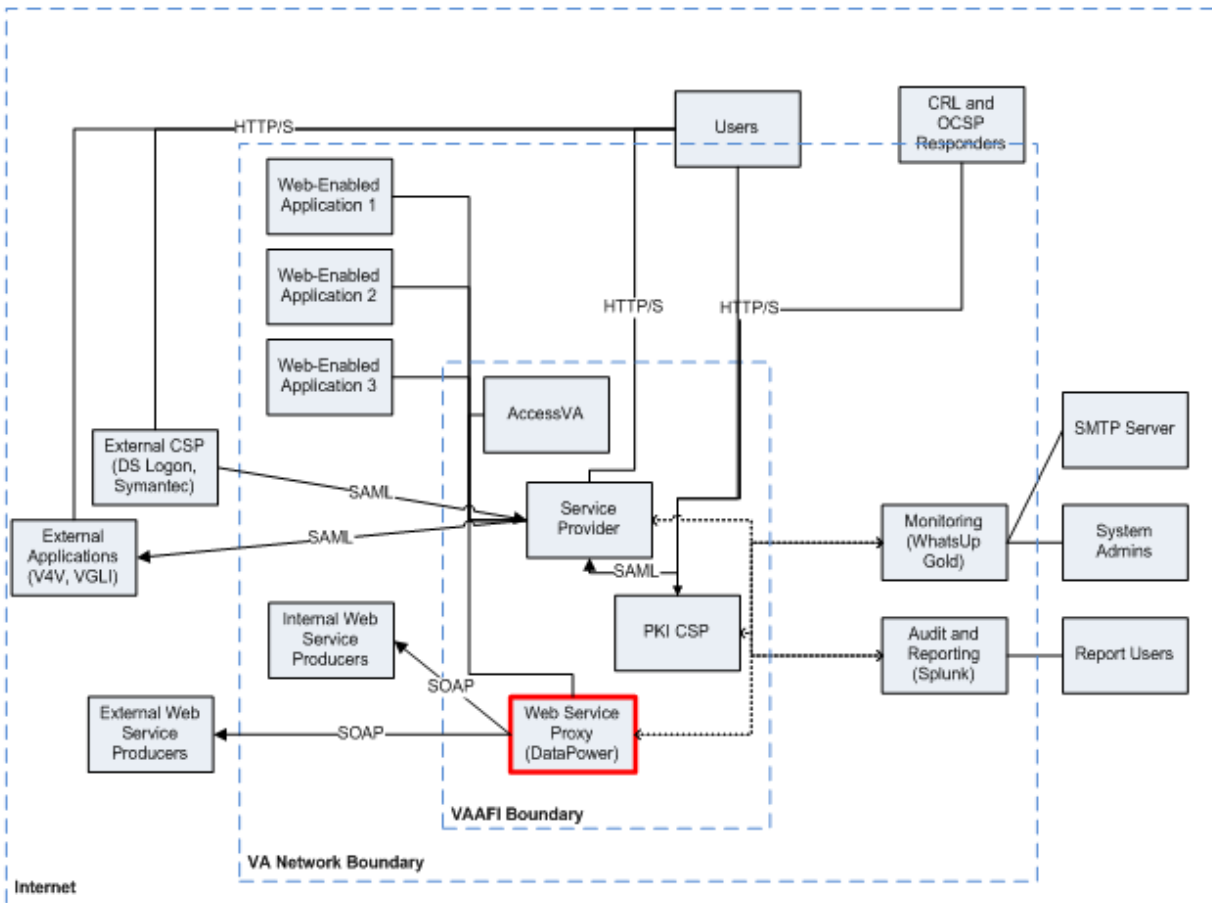 Users
CRL and
OCSP
Responders
HTTP/S
Web-Enabled
Application 1
Web-Enabled
Application 2
HTTP/S
HTTP/S
Web-Enabled
Application 3
AccessVA
SMTP Server
External CSP
(DS Logon,
Symantec)
SAML
Service
Provider
Monitoring
(WhatsUp
Gold)
System
Admins
External
Applications
(V4V, VGLI)
SAML
SAML
PKI CSP
Internal Web
Service
Producers
Audit and
Reporting
(Splunk)
Report Users
SOAP
External Web
Service
Producers
SOAP
Web Service
Proxy
(DataPower)
VAAFI Boundary
VA Network Boundary
Internet